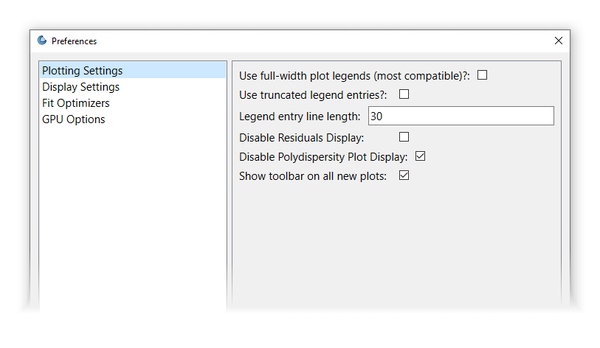 Preferences
Plotting Settings
Display Settings
Fit Optimizers
GPU Options
Use full-width plot legends (most compatible)?:
Use truncated legend entries?:
Legend entry line length: 30
Disable Residuals Display:
Disable Polydispersity Plot Display:
Show toolbar on all new plots: